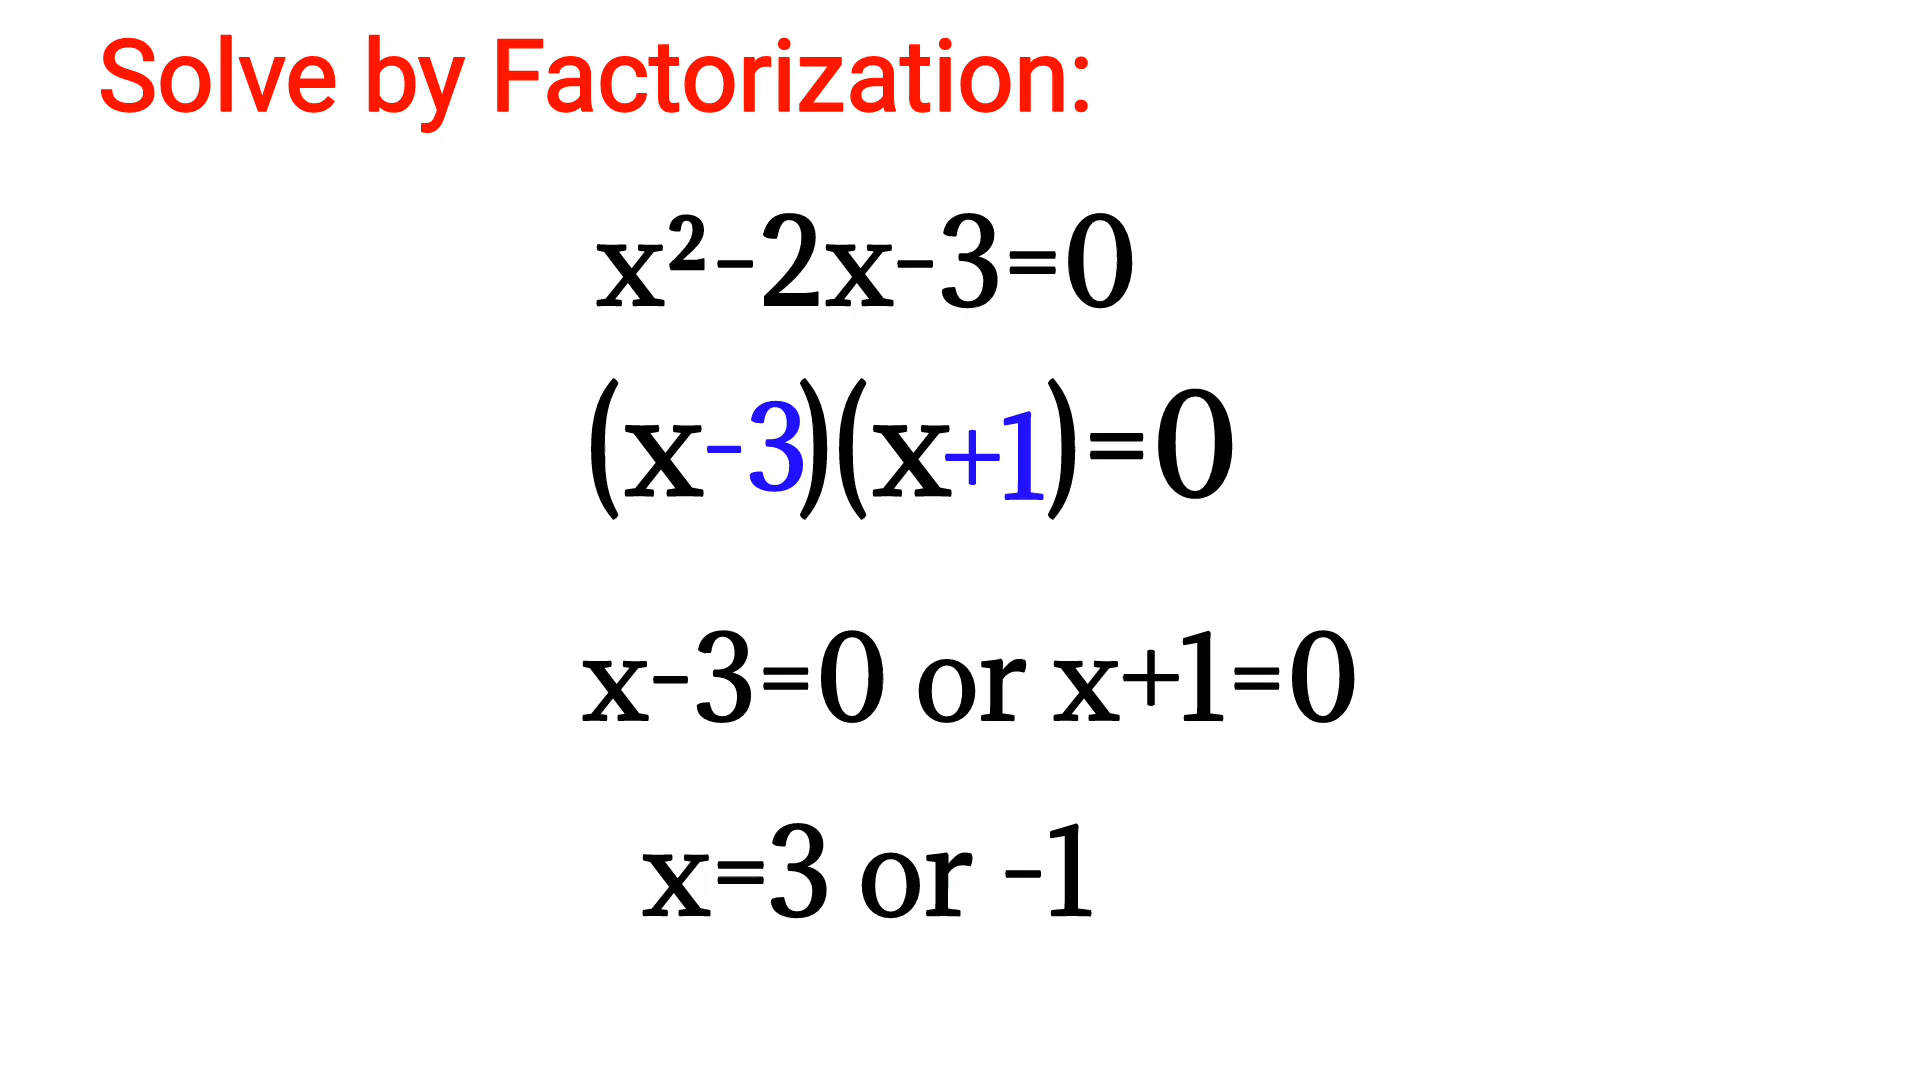 Solve by Factorization:
x²-2x-3=0
(x-3)(x+1)=0
x-3=0 or x+1=0
x=3 or -1